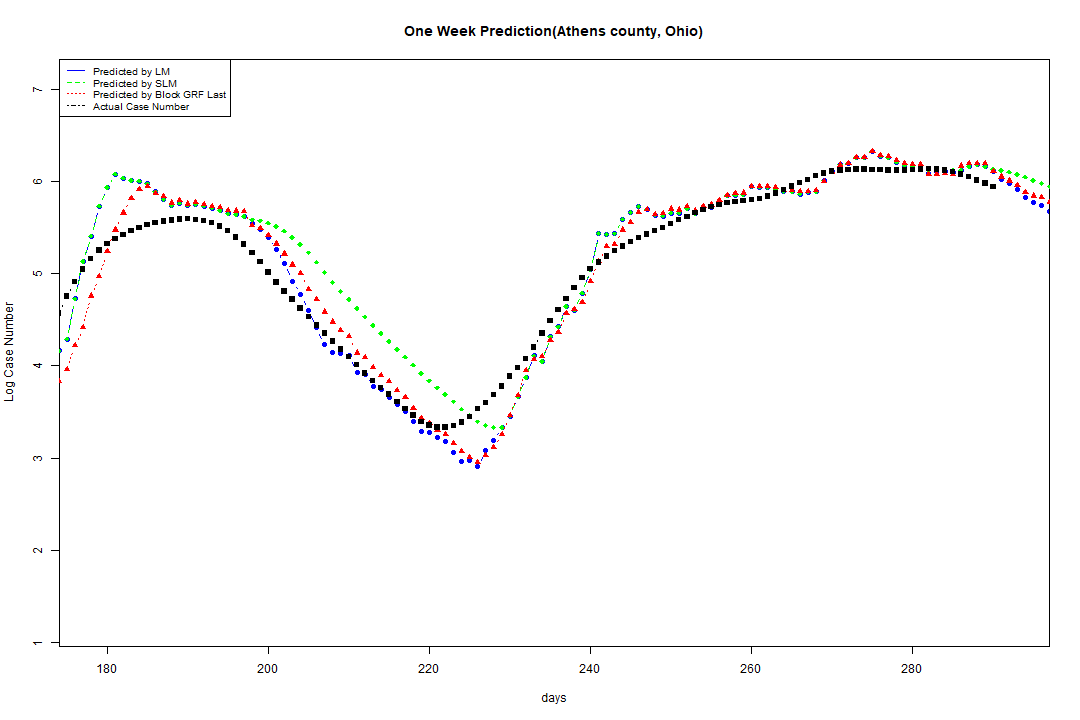 One Week Prediction(Athens county, Ohio)
Predicted by LM
Predicted by SLM
Predicted by Block GRF Last
Actual Case Number
7
6
5
4
3
2
1
Log Case Number
180 200 220 240 260 280
days